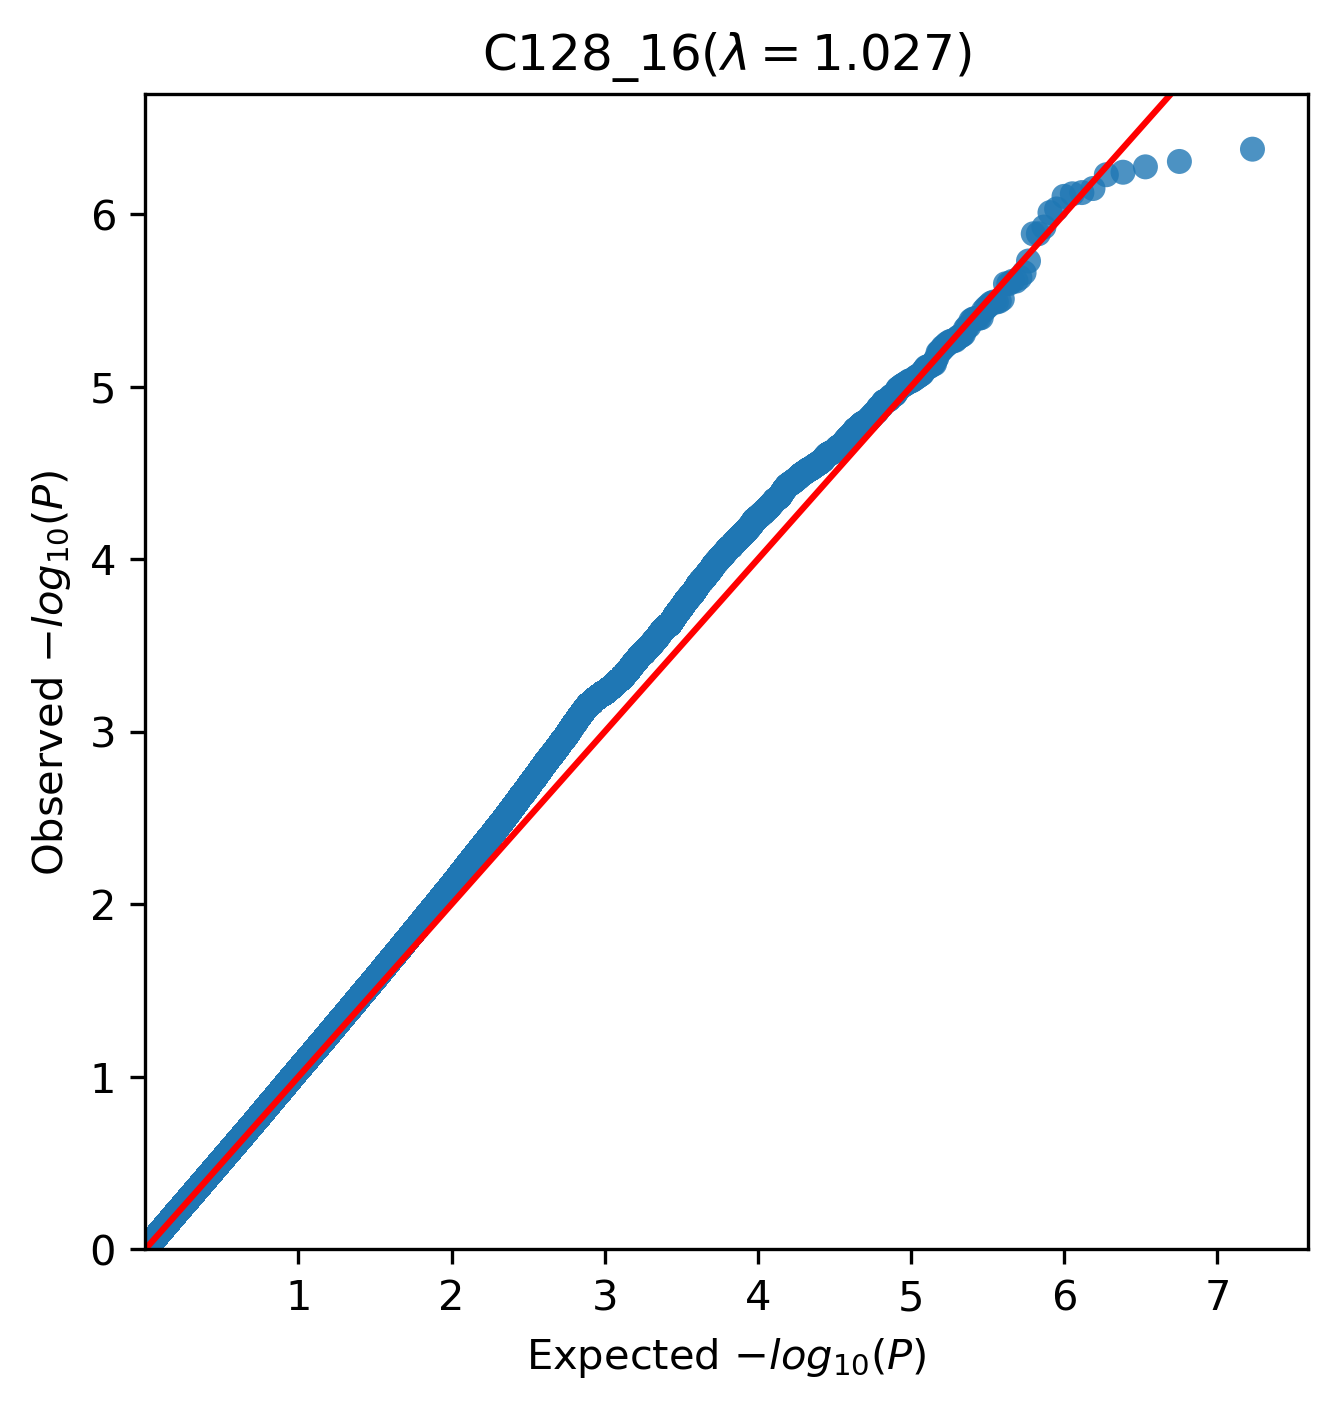 C128_16(λ = 1.027)
Observed −log₁₀(P)
6
5
4
3
2
1
0
1 2 3 4 5 6 7
Expected −log₁₀(P)